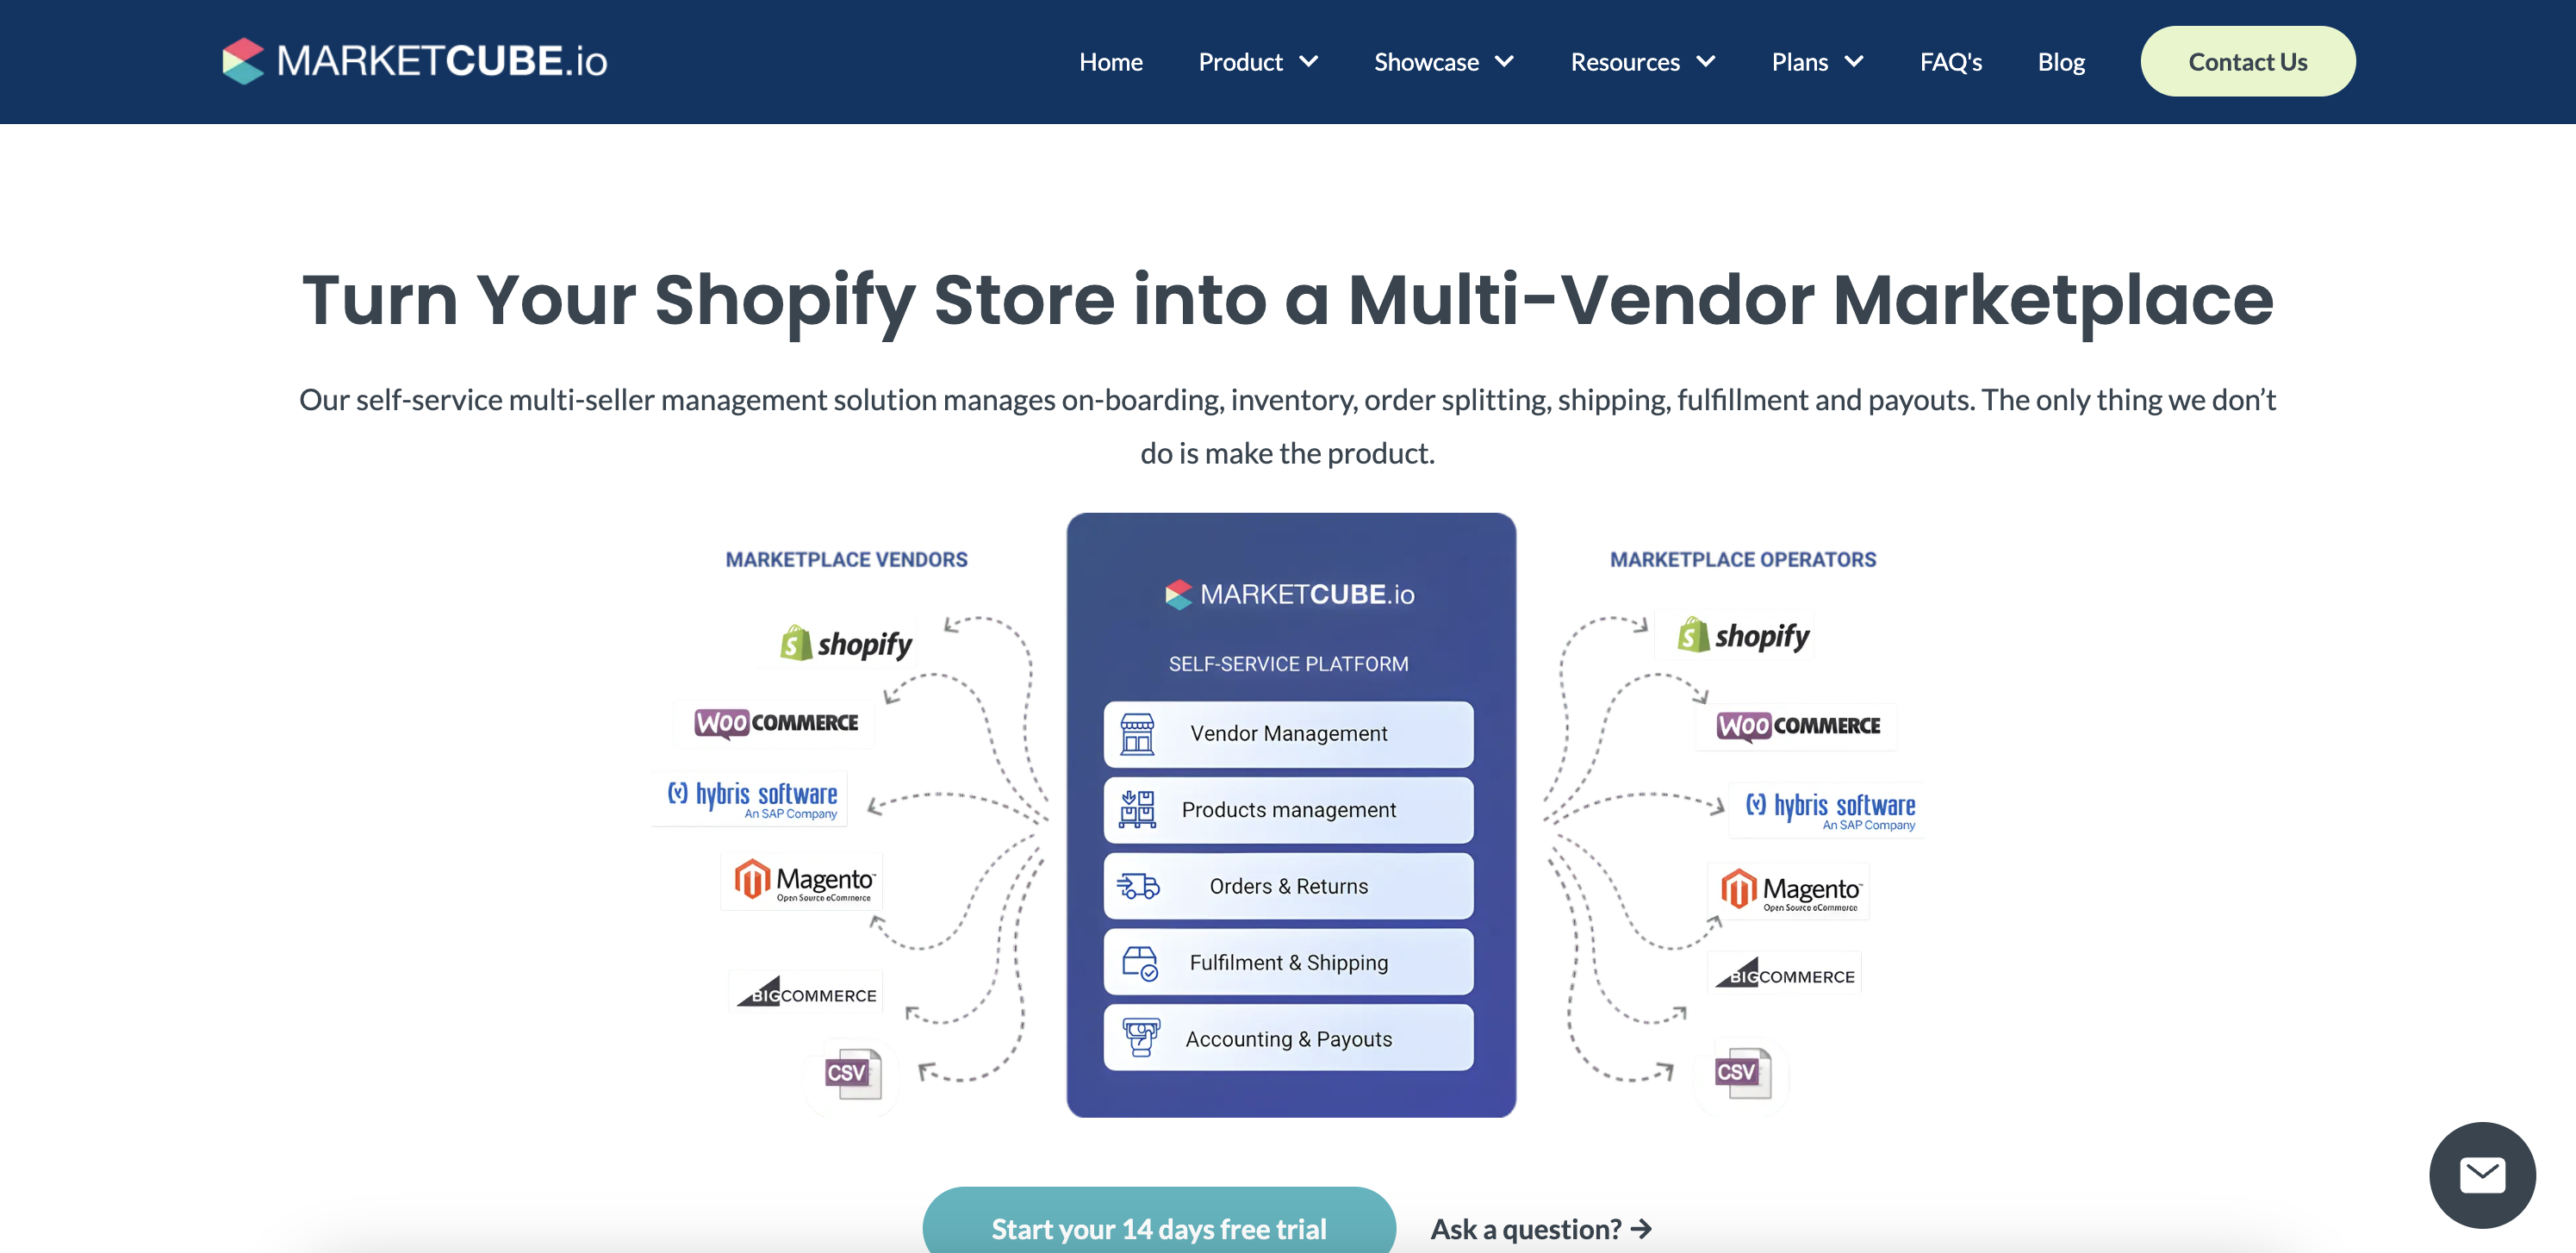 MARKETCUBE.io
Home
Product
Showcase
Resources
Plans
FAQ's
Blog
Contact Us
Turn Your Shopify Store into a Multi-Vendor Marketplace
Our self-service multi-seller management solution manages on-boarding, inventory, order splitting, shipping, fulfillment and payouts. The only thing we don’t
do is make the product.
MARKETPLACE VENDORS
shopify
WOO COMMERCE
hybris software
An SAP Company
Magento™
Open Source eCommerce
BIGCOMMERCE
CSV
MARKETCUBE.io
SELF-SERVICE PLATFORM
Vendor Management
Products management
Orders & Returns
Fulfilment & Shipping
Accounting & Payouts
MARKETPLACE OPERATORS
shopify
WOO COMMERCE
hybris software
An SAP Company
Magento™
Open Source eCommerce
BIGCOMMERCE
CSV
Start your 14 days free trial
Ask a question? →